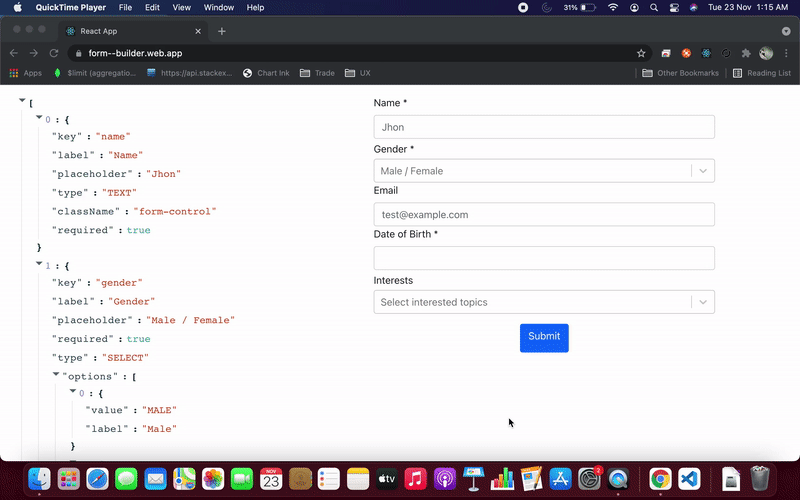 QuickTime Player File Edit View Window Help 31% Tue 23 Nov 1:15 AM
React App
form--builder.web.app
Apps $limit (aggregatio... https://api.stackex... Chart Ink Trade UX Other Bookmarks Reading List
[
0 : {
"key" : "name"
"label" : "Name"
"placeholder" : "Jhon"
"type" : "TEXT"
"className" : "form-control"
"required" : true
}
1 : {
"key" : "gender"
"label" : "Gender"
"placeholder" : "Male / Female"
"required" : true
"type" : "SELECT"
"options" : [
0 : {
"value" : "MALE"
"label" : "Male"
}
Name *
Jhon
Gender *
Male / Female
Email
test@example.com
Date of Birth *
Interests
Select interested topics
Submit
NOV
23
tv
2